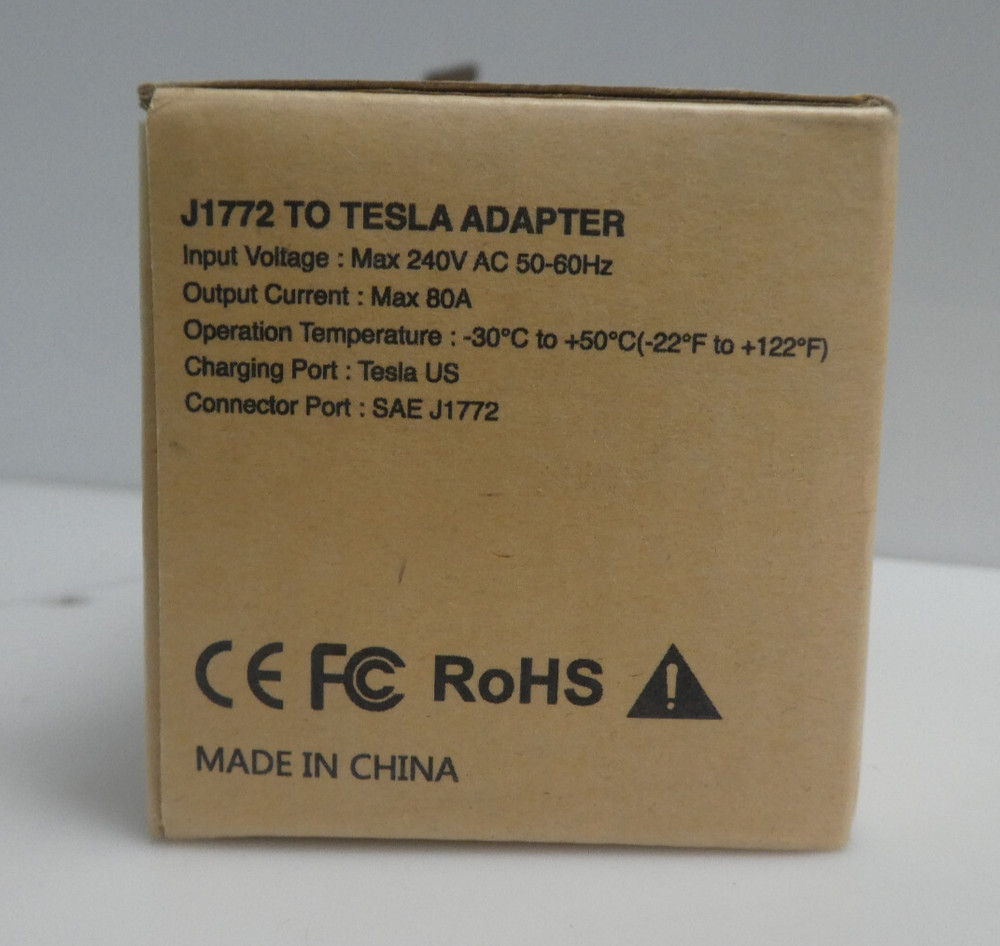 J1772 TO TESLA ADAPTER
Input Voltage : Max 240V AC 50-60Hz
Output Current : Max 80A
Operation Temperature : -30°C to +50°C(-22°F to +122°F)
Charging Port : Tesla US
Connector Port : SAE J1772
CE FC RoHS
MADE IN CHINA